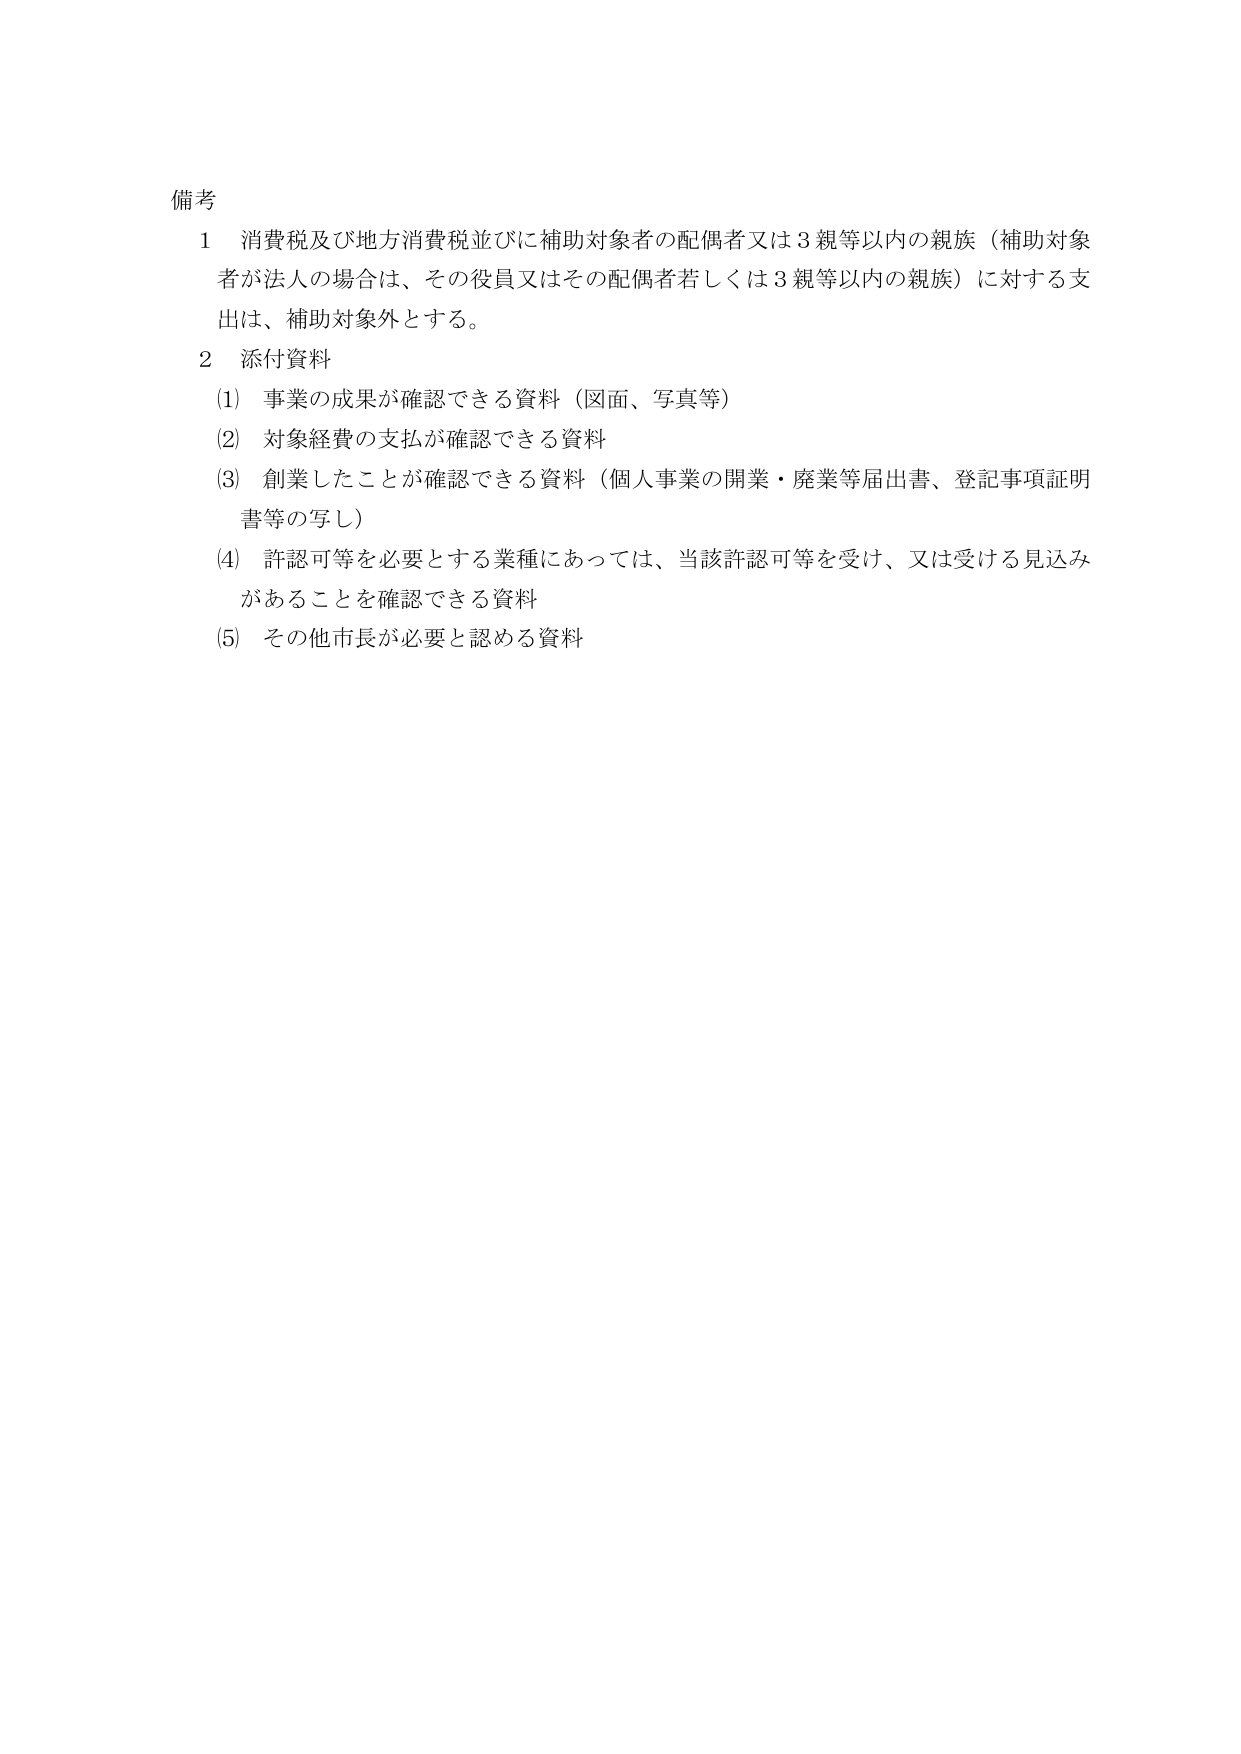 備考
１　消費税及び地方消費税並びに補助対象者の配偶者又は３親等以内の親族（補助対象
者が法人の場合は、その役員又はその配偶者若しくは３親等以内の親族）に対する支
出は、補助対象外とする。
２　添付資料
⑴　事業の成果が確認できる資料（図面、写真等）
⑵　対象経費の支払が確認できる資料
⑶　創業したことが確認できる資料（個人事業の開業・廃業等届出書、登記事項証明
書等の写し）
⑷　許認可等を必要とする業種にあっては、当該許認可等を受け、又は受ける見込み
があることを確認できる資料
⑸　その他市長が必要と認める資料